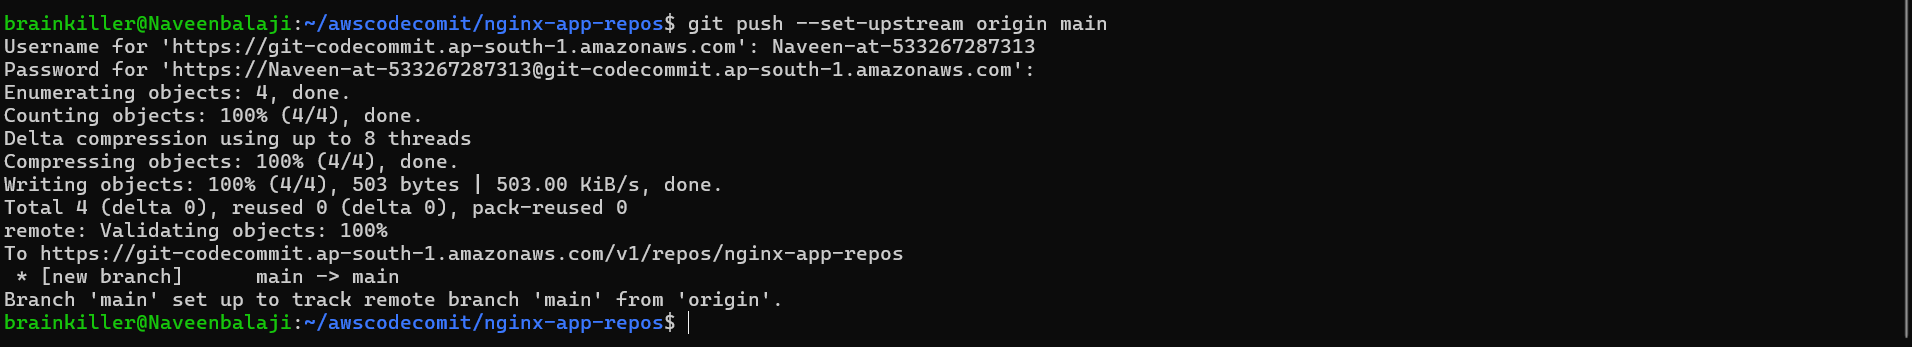 brainkiller@Naveenbalaji:~/awscodecomit/nginx-app-repos$ git push --set-upstream origin main
Username for 'https://git-codecommit.ap-south-1.amazonaws.com': Naveen-at-533267287313
Password for 'https://Naveen-at-533267287313@git-codecommit.ap-south-1.amazonaws.com':
Enumerating objects: 4, done.
Counting objects: 100% (4/4), done.
Delta compression using up to 8 threads
Compressing objects: 100% (4/4), done.
Writing objects: 100% (4/4), 503 bytes | 503.00 KiB/s, done.
Total 4 (delta 0), reused 0 (delta 0), pack-reused 0
remote: Validating objects: 100%
To https://git-codecommit.ap-south-1.amazonaws.com/v1/repos/nginx-app-repos
 * [new branch]      main -> main
Branch 'main' set up to track remote branch 'main' from 'origin'.
brainkiller@Naveenbalaji:~/awscodecomit/nginx-app-repos$